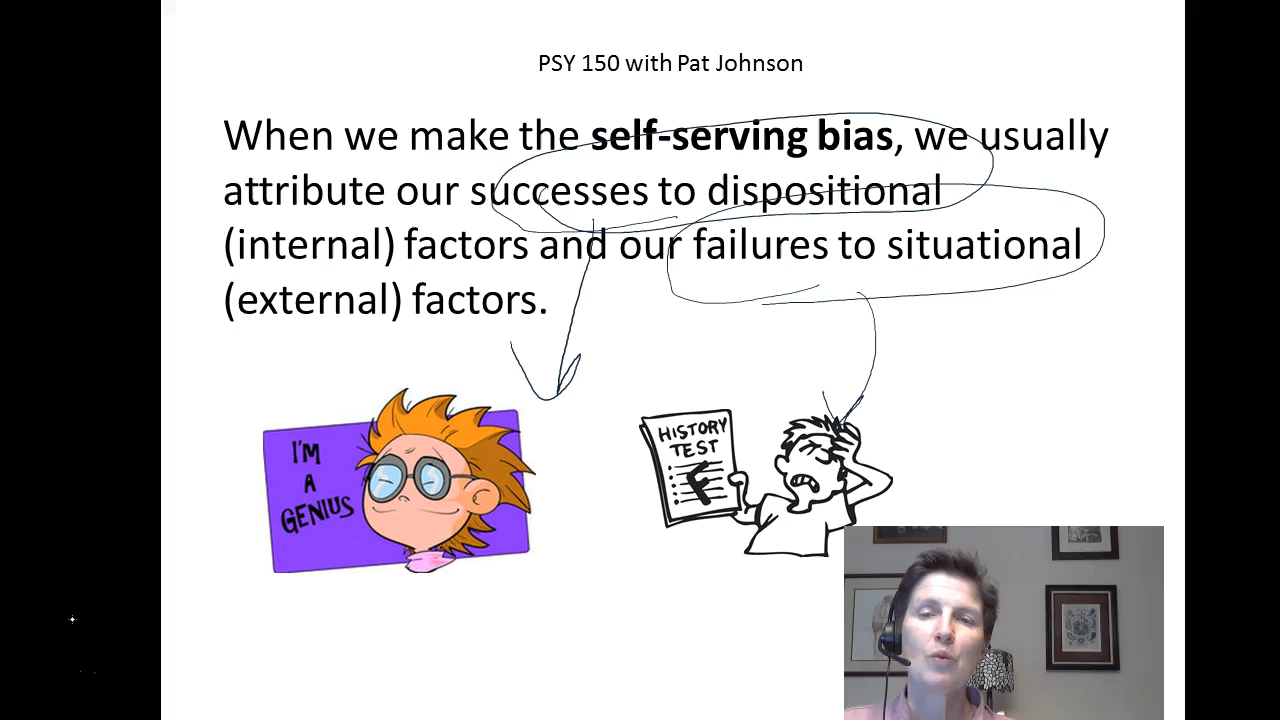 PSY 150 with Pat Johnson
When we make the self-serving bias, we usually
attribute our successes to dispositional
(internal) factors and our failures to situational
(external) factors.
I'M
A
GENIUS
HISTORY
TEST
F